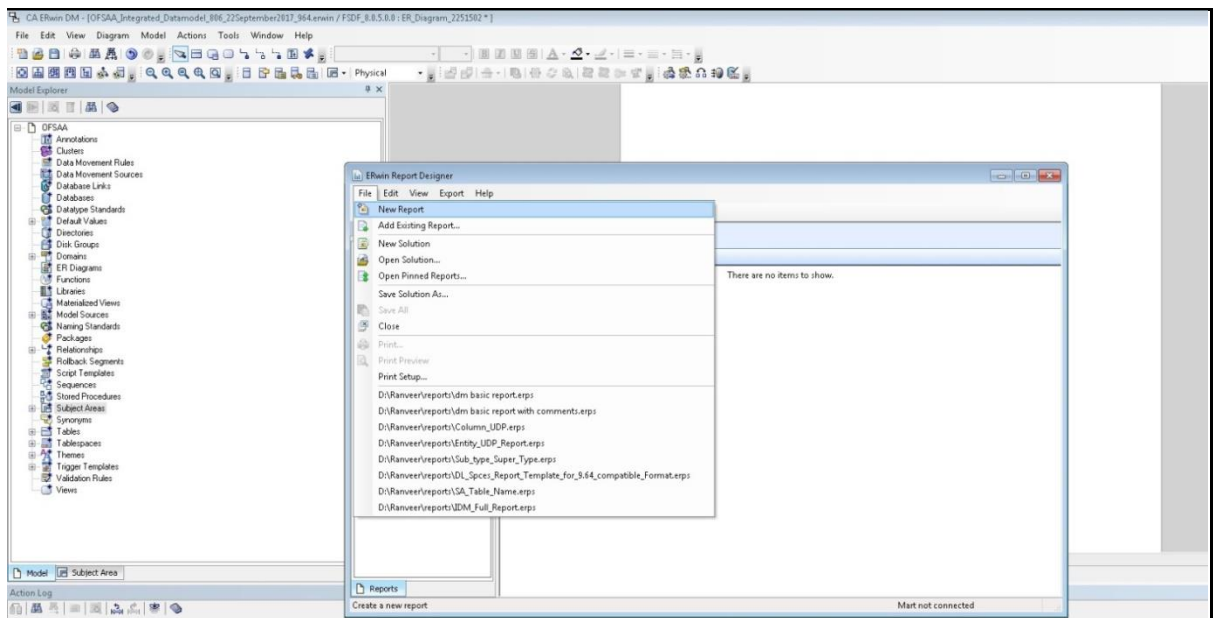 CA ERwin DM - [OFSAA_Integrated_Datamodel_806_22September2017_964.erwin / FSDF_8.0.5.0.0 : ER_Diagram_2251502 * ]
File Edit View Diagram Model Actions Tools Window Help
Physical
Model Explorer
OFSAA
Annotations
Clusters
Data Movement Rules
Data Movement Sources
Database Links
Databases
Datatype Standards
Default Values
Directories
Disk Groups
Domains
ER Diagrams
Functions
Libraries
Materialized Views
Model Sources
Naming Standards
Packages
Relationships
Rollback Segments
Script Templates
Sequences
Stored Procedures
Subject Areas
Synonyms
Tables
Tablespaces
Themes
Trigger Templates
Validation Rules
Views
Model Subject Area
Action Log
ERwin Report Designer
File Edit View Export Help
New Report
Add Existing Report...
New Solution
Open Solution...
Open Pinned Reports...
Save Solution As...
Save All
Close
Print...
Print Preview
Print Setup...
D:\Ranveer\reports\dm basic report.erps
D:\Ranveer\reports\dm basic report with comments.erps
D:\Ranveer\reports\Column_UDP.erps
D:\Ranveer\reports\Entity_UDP_Report.erps
D:\Ranveer\reports\Sub_type_Super_Type.erps
D:\Ranveer\reports\DL_Spces_Report_Template_for_9.64_compatible_Format.erps
D:\Ranveer\reports\SA_Table_Name.erps
D:\Ranveer\reports\IDM_Full_Report.erps
There are no items to show.
Reports
Create a new report Mart not connected